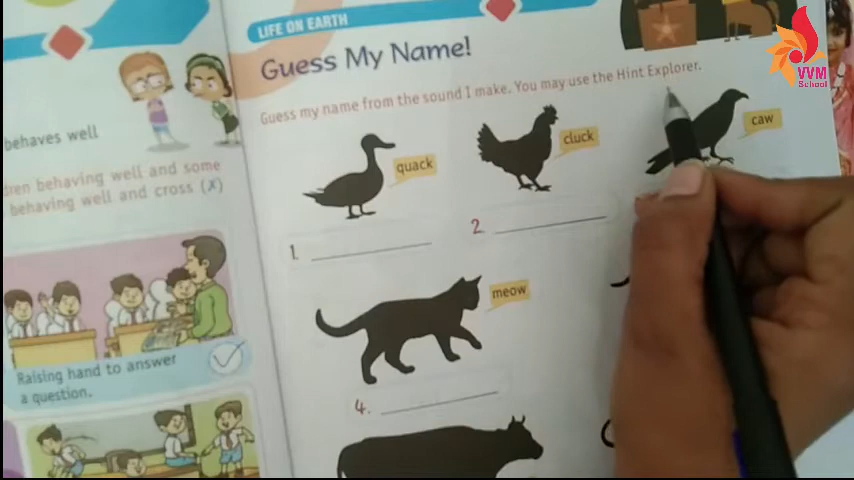 behaves well
dren behaving well and some
behaving well and cross (✗)
Raising hand to answer
a question.
LIFE ON EARTH
Guess My Name!
Guess my name from the sound I make. You may use the Hint Explorer.
quack
cluck
caw
1.
2.
meow
4.
VVM
School